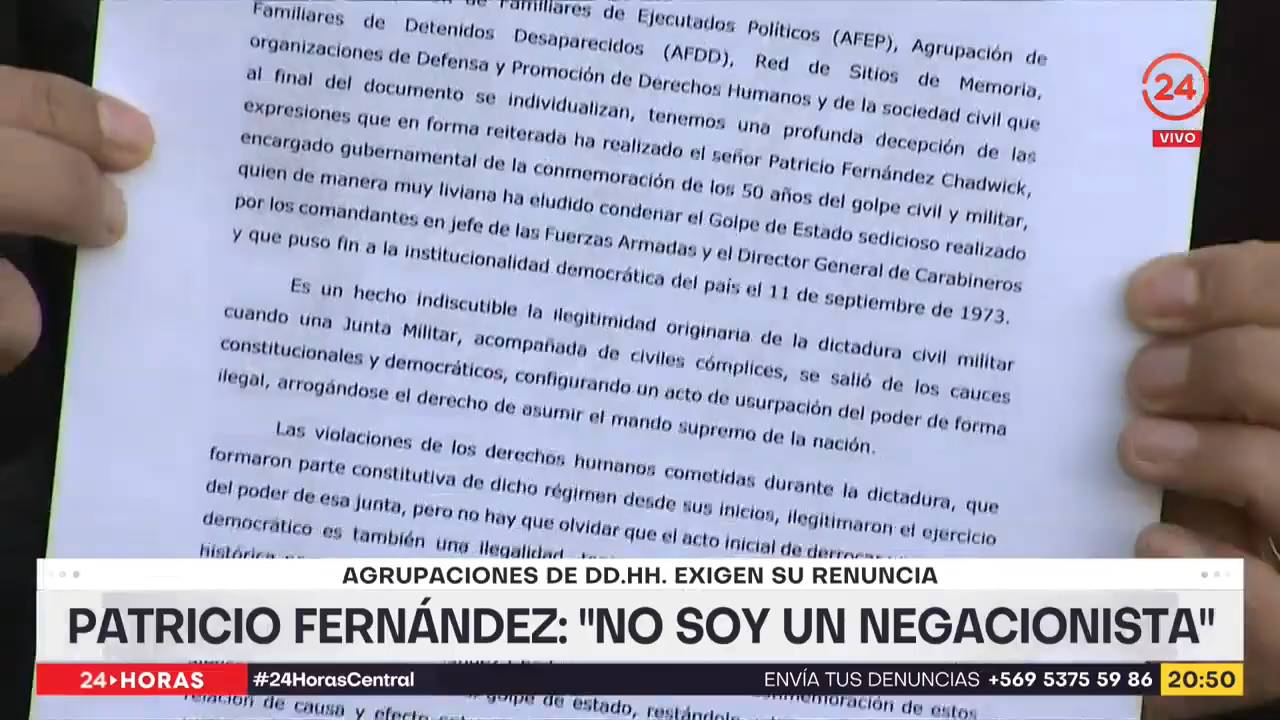 de Familiares de Ejecutados Políticos (AFEP), Agrupación de
Familiares de Detenidos Desaparecidos (AFDD), Red de Sitios de Memoria,
organizaciones de Defensa y Promoción de Derechos Humanos y de la sociedad civil que
al final del documento se individualizan, tenemos una profunda decepción de las
expresiones que en forma reiterada ha realizado el señor Patricio Fernández Chadwick,
encargado gubernamental de la conmemoración de los 50 años del golpe civil y militar,
quien de manera muy liviana ha eludido condenar el Golpe de Estado sedicioso realizado
por los comandantes en jefe de las Fuerzas Armadas y el Director General de Carabineros
y que puso fin a la institucionalidad democrática del país el 11 de septiembre de 1973.
Es un hecho indiscutible la ilegitimidad originaria de la dictadura civil militar
cuando una Junta Militar, acompañada de civiles cómplices, se salió de los cauces
constitucionales y democráticos, configurando un acto de usurpación del poder de forma
ilegal, arrogándose el derecho de asumir el mando supremo de la nación.
Las violaciones de los derechos humanos cometidas durante la dictadura, que
formaron parte constitutiva de dicho régimen desde sus inicios, ilegitimaron el ejercicio
del poder de esa junta, pero no hay que olvidar que el acto inicial de
democrático es también una ilegalidad
24
VIVO
AGRUPACIONES DE DD.HH. EXIGEN SU RENUNCIA
PATRICIO FERNÁNDEZ: "NO SOY UN NEGACIONISTA"
24 HORAS
#24HorasCentral
ENVÍA TUS DENUNCIAS +569 5375 59 86
20:50
relación de causa y efecto
golpe de estado,
conmemoración de estos